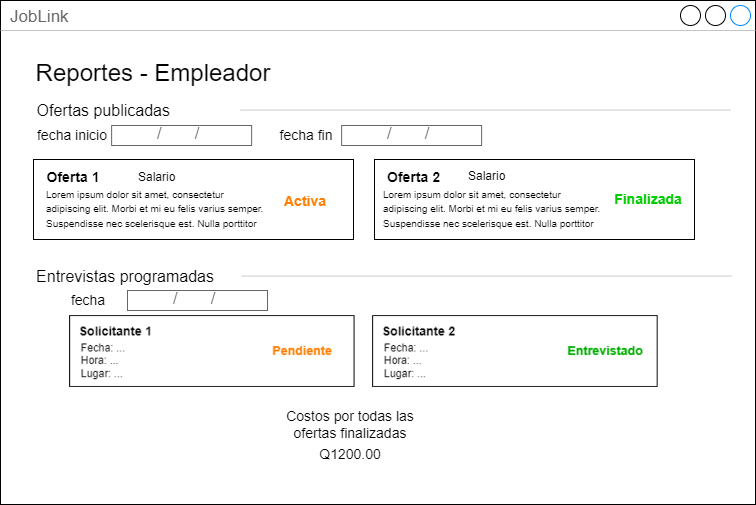 JobLink
Reportes - Empleador
Ofertas publicadas
fecha inicio / / fecha fin / /
Oferta 1 Salario
Lorem ipsum dolor sit amet, consectetur
adipiscing elit. Morbi et mi eu felis varius semper.
Suspendisse nec scelerisque est. Nulla porttitor
Activa
Oferta 2 Salario
Lorem ipsum dolor sit amet, consectetur
adipiscing elit. Morbi et mi eu felis varius semper.
Suspendisse nec scelerisque est. Nulla porttitor
Finalizada
Entrevistas programadas
fecha / /
Solicitante 1
Fecha: ...
Hora: ...
Lugar: ...
Pendiente
Solicitante 2
Fecha: ...
Hora: ...
Lugar: ...
Entrevistado
Costos por todas las
ofertas finalizadas
Q1200.00